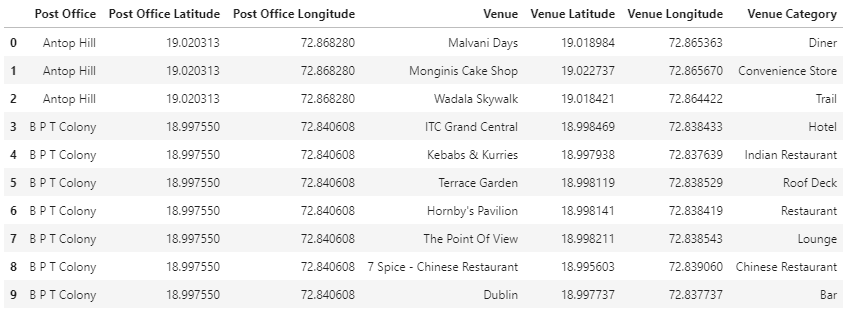 Post Office Post Office Latitude Post Office Longitude Venue Venue Latitude Venue Longitude Venue Category
0 Antop Hill 19.020313 72.868280 Malvani Days 19.018984 72.865363 Diner
1 Antop Hill 19.020313 72.868280 Monginis Cake Shop 19.022737 72.865670 Convenience Store
2 Antop Hill 19.020313 72.868280 Wadala Skywalk 19.018421 72.864422 Trail
3 B P T Colony 18.997550 72.840608 ITC Grand Central 18.998469 72.838433 Hotel
4 B P T Colony 18.997550 72.840608 Kebabs & Kurries 18.997938 72.837639 Indian Restaurant
5 B P T Colony 18.997550 72.840608 Terrace Garden 18.998119 72.838529 Roof Deck
6 B P T Colony 18.997550 72.840608 Hornby's Pavilion 18.998141 72.838419 Restaurant
7 B P T Colony 18.997550 72.840608 The Point Of View 18.998211 72.838543 Lounge
8 B P T Colony 18.997550 72.840608 7 Spice - Chinese Restaurant 18.995603 72.839060 Chinese Restaurant
9 B P T Colony 18.997550 72.840608 Dublin 18.997737 72.837737 Bar